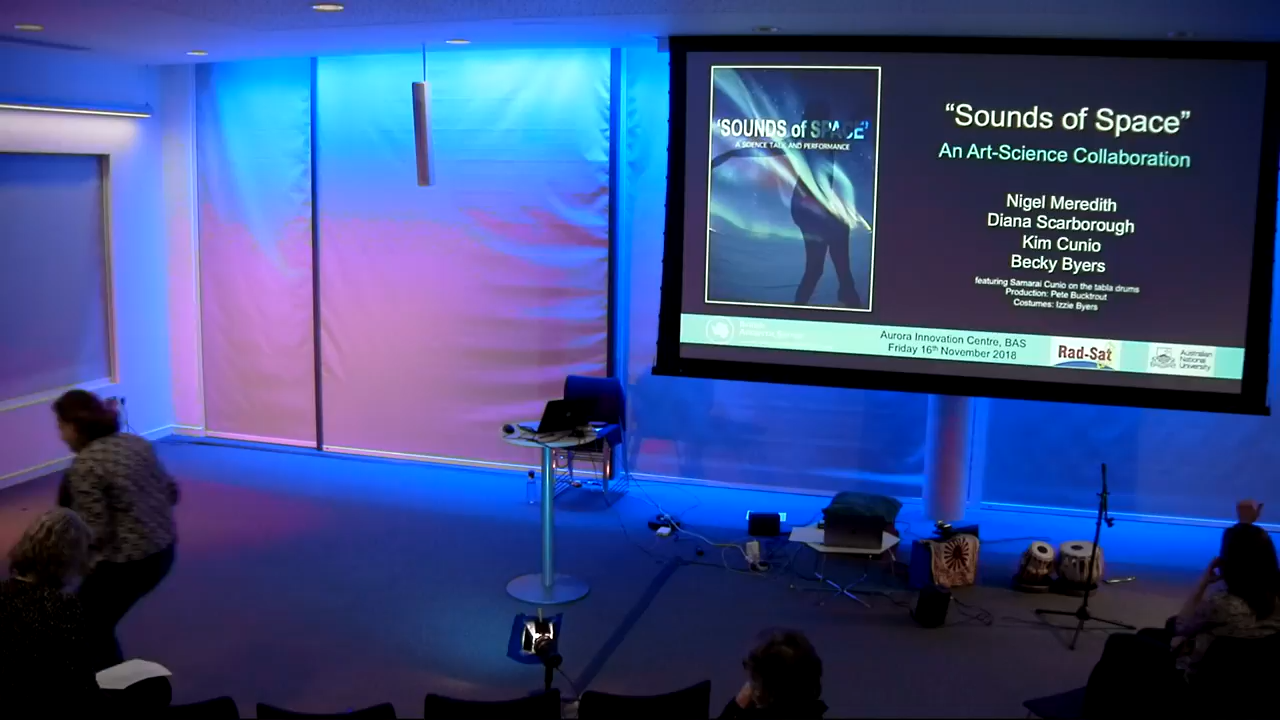 'SOUNDS of SPACE'
A SCIENCE TALK AND PERFORMANCE
“Sounds of Space”
An Art-Science Collaboration
Nigel Meredith
Diana Scarborough
Kim Cunio
Becky Byers
featuring Samarai Cunio on the tabla drums
Production: Pete Bucktrout
Costumes: Izzie Byers
Aurora Innovation Centre, BAS
Friday 16th November 2018
Rad-Sat
Australian
National
University